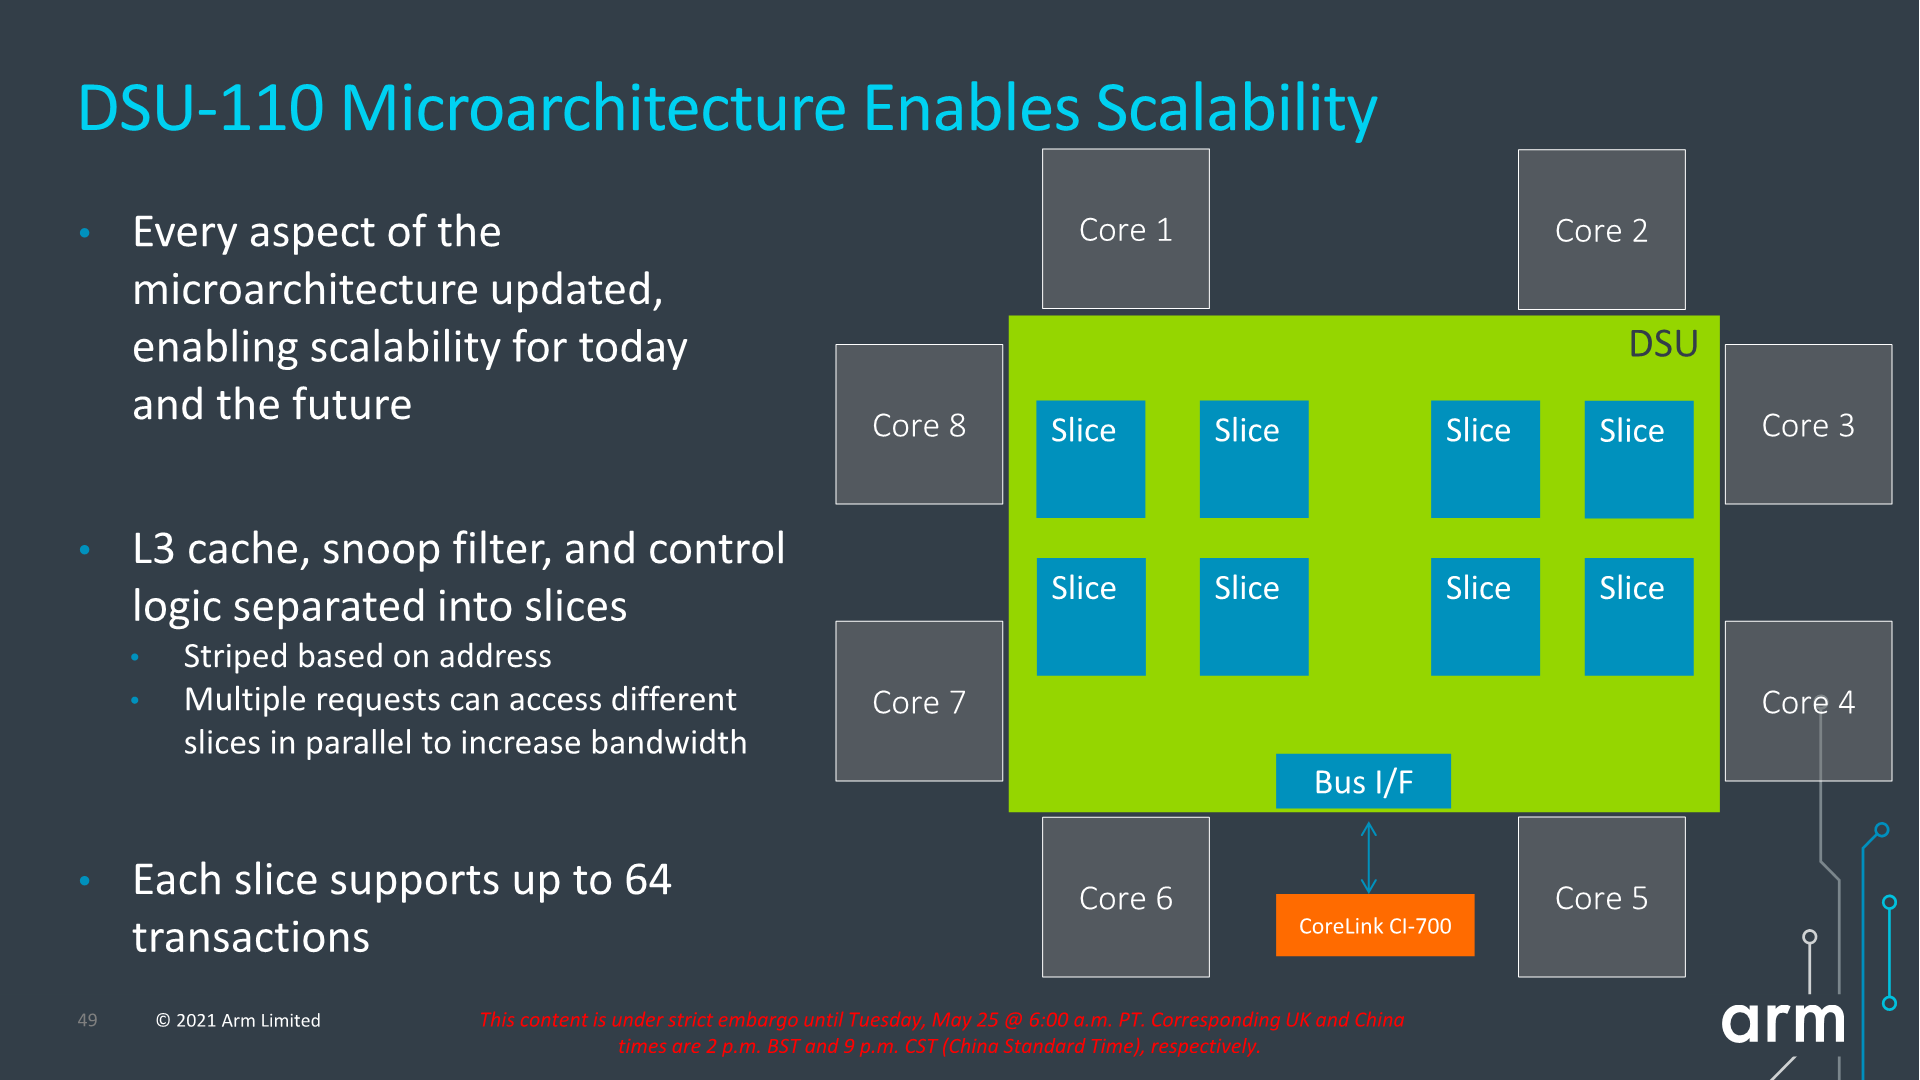 DSU-110 Microarchitecture Enables Scalability
• Every aspect of the
microarchitecture updated,
enabling scalability for today
and the future
• L3 cache, snoop filter, and control
logic separated into slices
• Striped based on address
• Multiple requests can access different
slices in parallel to increase bandwidth
• Each slice supports up to 64
transactions
Core 1
Core 2
DSU
Core 8
Slice
Slice
Slice
Slice
Core 3
Slice
Slice
Slice
Slice
Core 7
Core 4
Bus I/F
Core 6
CoreLink CI-700
Core 5
49
© 2021 Arm Limited
This content is under strict embargo until Tuesday, May 25 @ 6:00 a.m. PT. Corresponding UK and China
times are 2 p.m. BST and 9 p.m. CST (China Standard Time), respectively.
arm